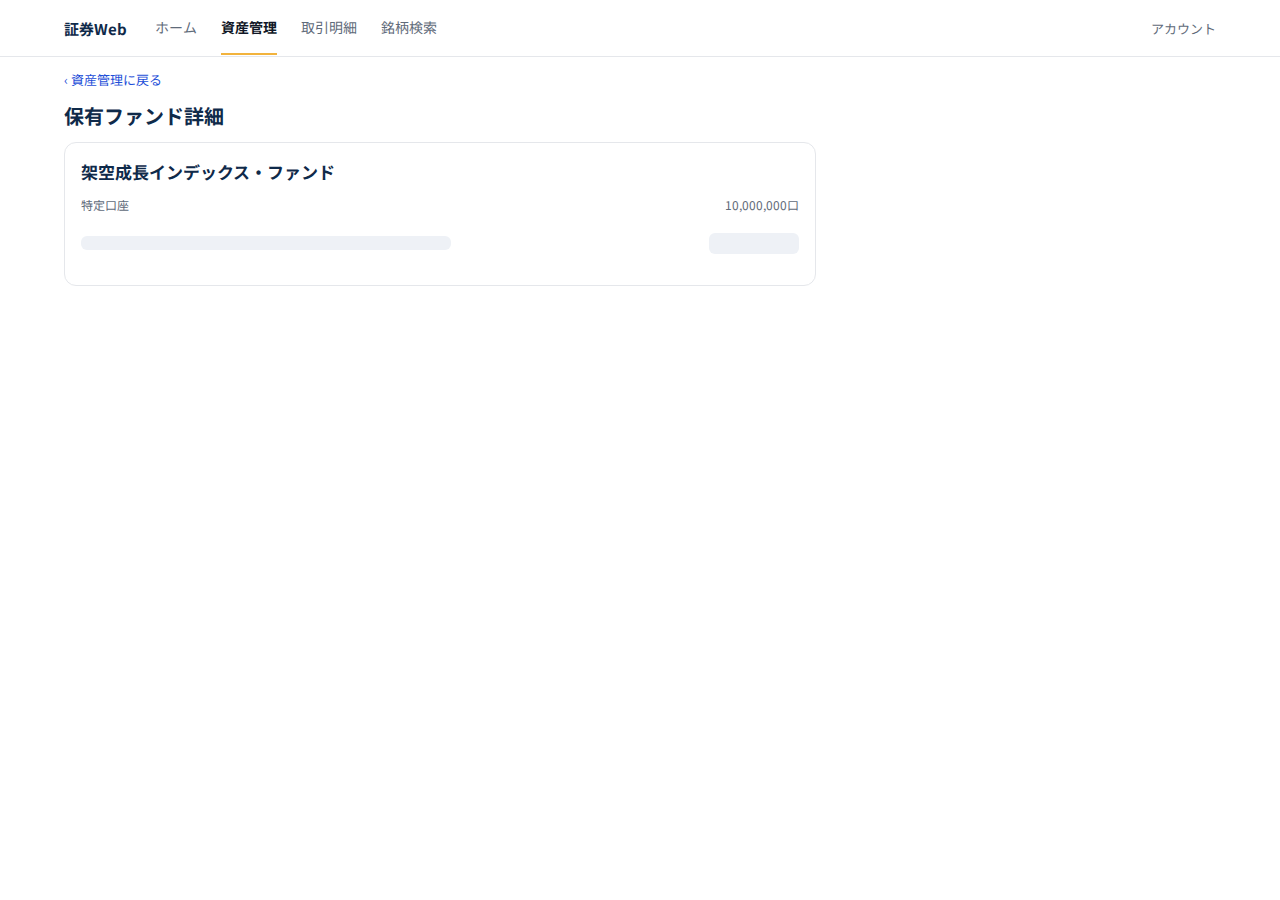 証券Web ホーム 資産管理 取引明細 銘柄検索 アカウント
‹ 資産管理に戻る
保有ファンド詳細
架空成長インデックス・ファンド
特定口座 10,000,000口